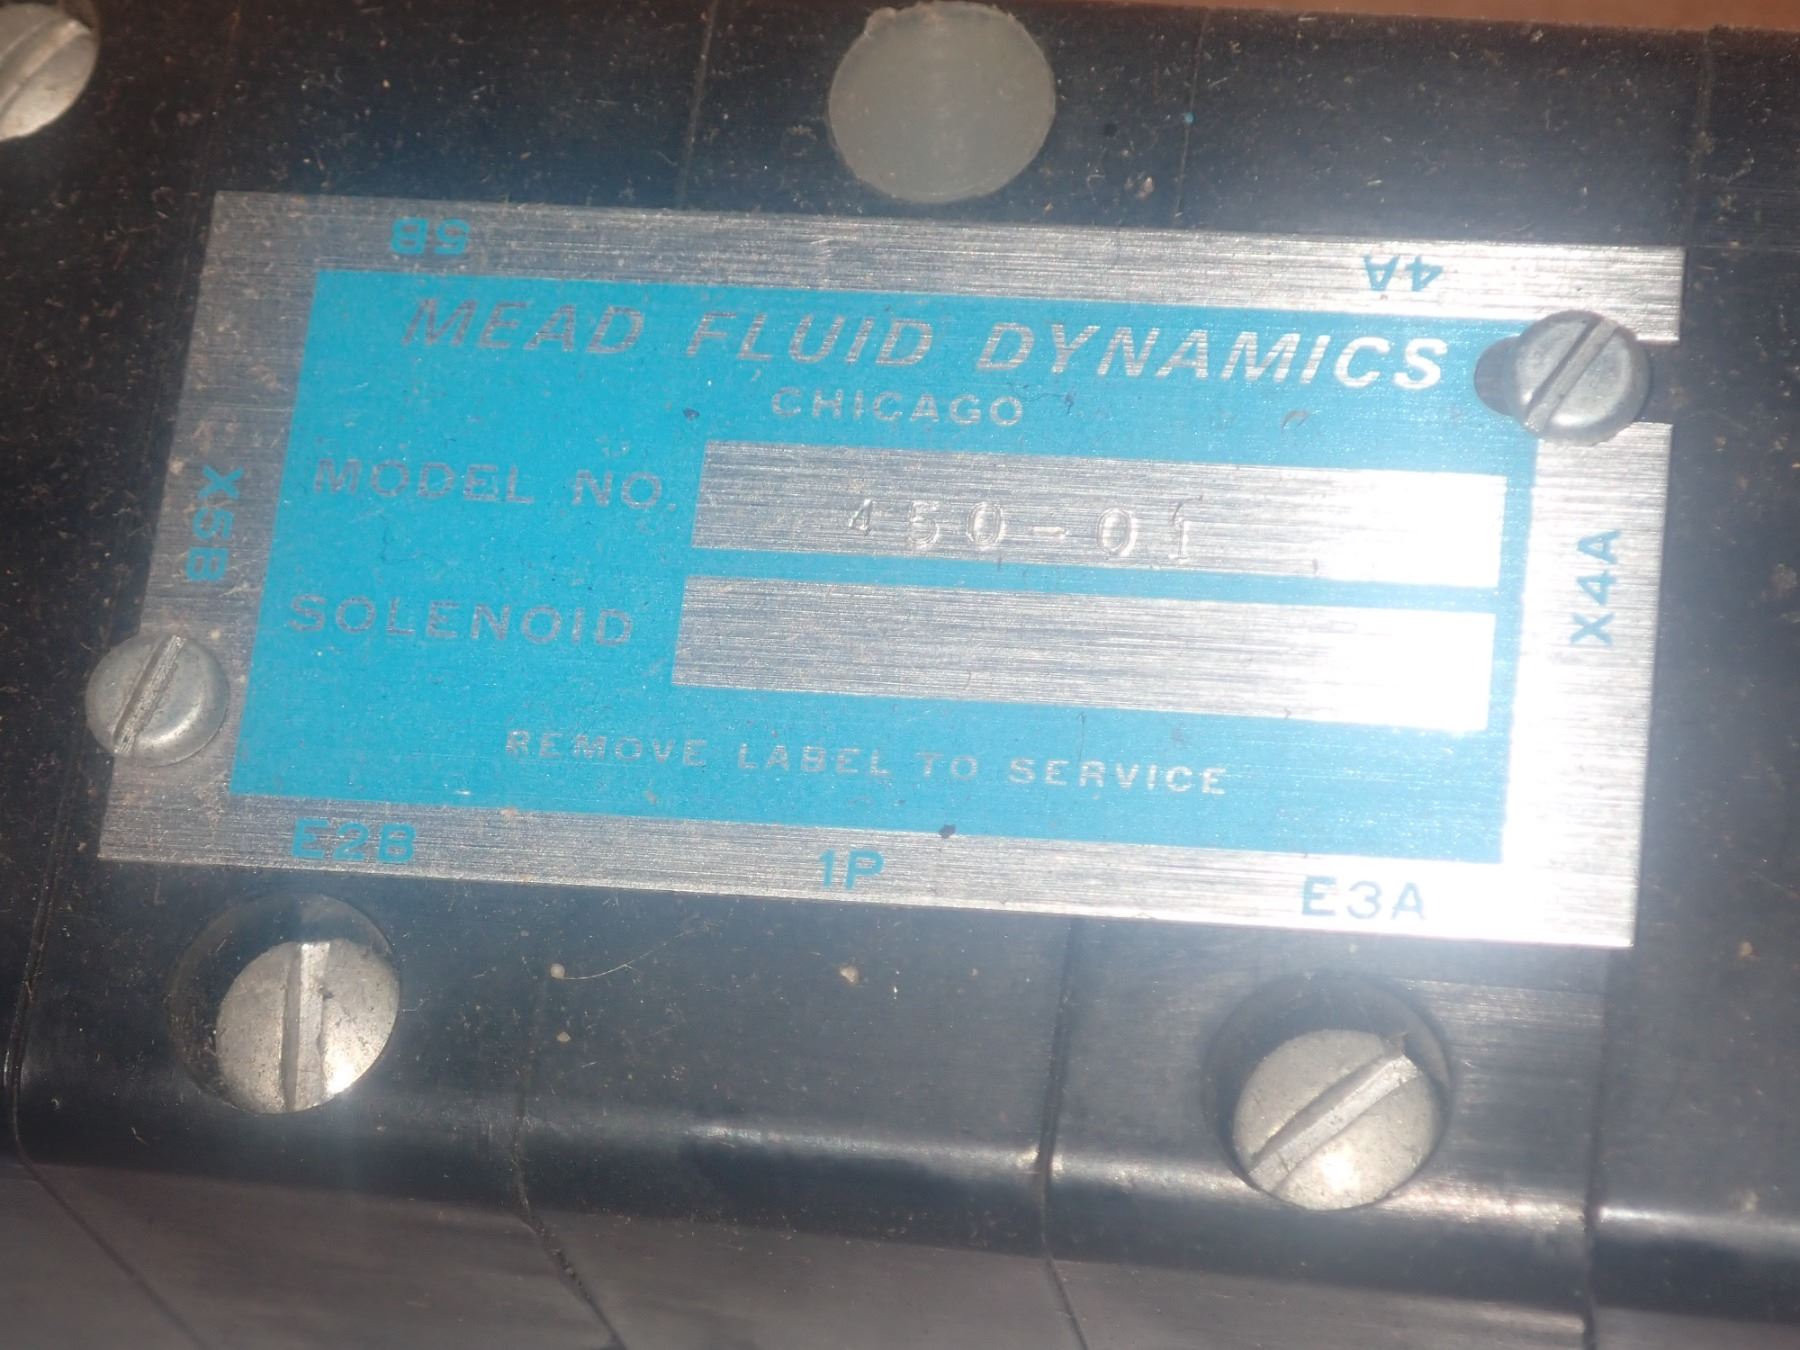 5B
4A
MEAD FLUID DYNAMICS
CHICAGO
MODEL NO. 450-01
X5B
X4A
SOLENOID
REMOVE LABEL TO SERVICE
E2B 1P E3A